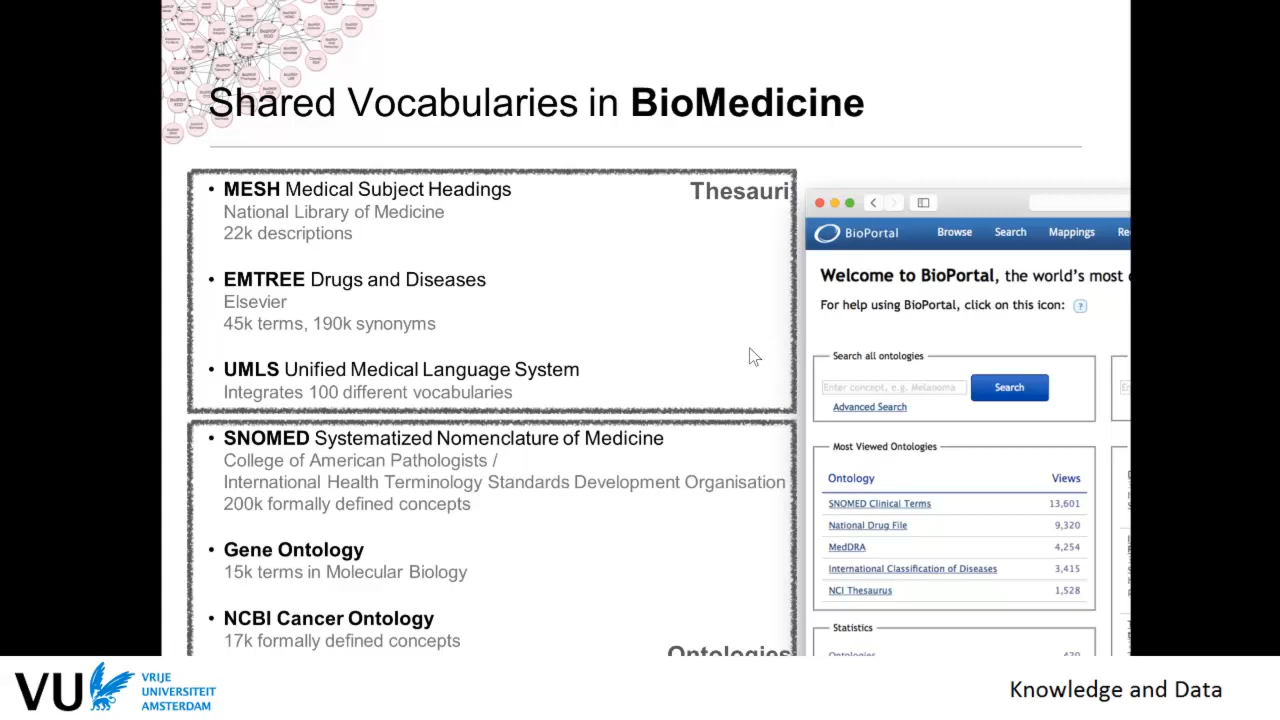 Shared Vocabularies in BioMedicine
Thesauri
• MESH Medical Subject Headings
National Library of Medicine
22k descriptions
• EMTREE Drugs and Diseases
Elsevier
45k terms, 190k synonyms
• UMLS Unified Medical Language System
Integrates 100 different vocabularies
• SNOMED Systematized Nomenclature of Medicine
College of American Pathologists /
International Health Terminology Standards Development Organisation
200k formally defined concepts
• Gene Ontology
15k terms in Molecular Biology
• NCBI Cancer Ontology
17k formally defined concepts
Ontologies
BioPortal Browse Search Mappings Re
Welcome to BioPortal, the world's most
For help using BioPortal, click on this icon: ?
Search all ontologies
Enter concept, e.g. Melanoma Search
Advanced Search
Most Viewed Ontologies
Ontology Views
SNOMED Clinical Terms 13,601
National Drug File 9,320
MedDRA 4,254
International Classification of Diseases 3,415
NCI Thesaurus 1,528
Statistics
Ontologies
VU VRIJE
UNIVERSITEIT
AMSTERDAM
Knowledge and Data